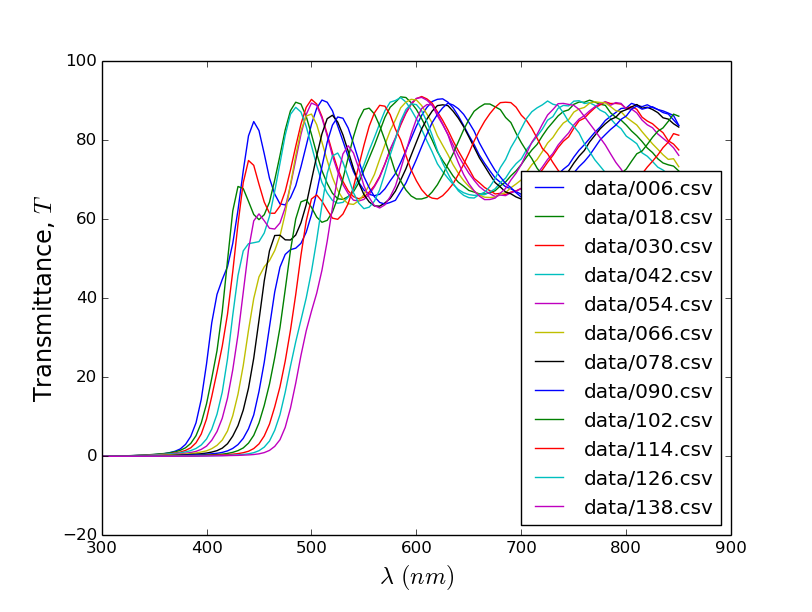 100
80
60
40
20
0
−20
300 400 500 600 700 800 900
Transmittance, T
λ (nm)
data/006.csv
data/018.csv
data/030.csv
data/042.csv
data/054.csv
data/066.csv
data/078.csv
data/090.csv
data/102.csv
data/114.csv
data/126.csv
data/138.csv